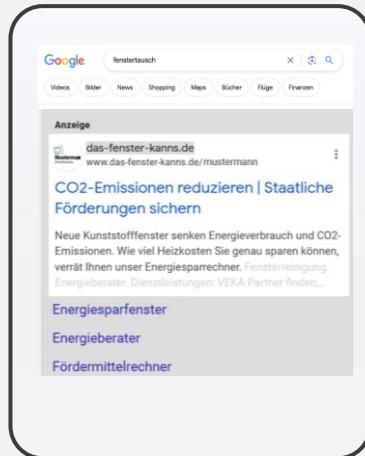 Google
fenstertausch
Videos Bilder News Shopping Maps Bücher Flüge Finanzen
Anzeige
Mustermann
das-fenster-kanns.de
www.das-fenster-kanns.de/mustermann
CO2-Emissionen reduzieren | Staatliche
Förderungen sichern
Neue Kunststofffenster senken Energieverbrauch und CO2-
Emissionen. Wie viel Heizkosten Sie genau sparen können,
verrät Ihnen unser Energiesparrechner. Fensterreinigung.
Energieberater. Dienstleistungen: VEKA Partner finden,...
Energiesparfenster
Energieberater
Fördermittelrechner